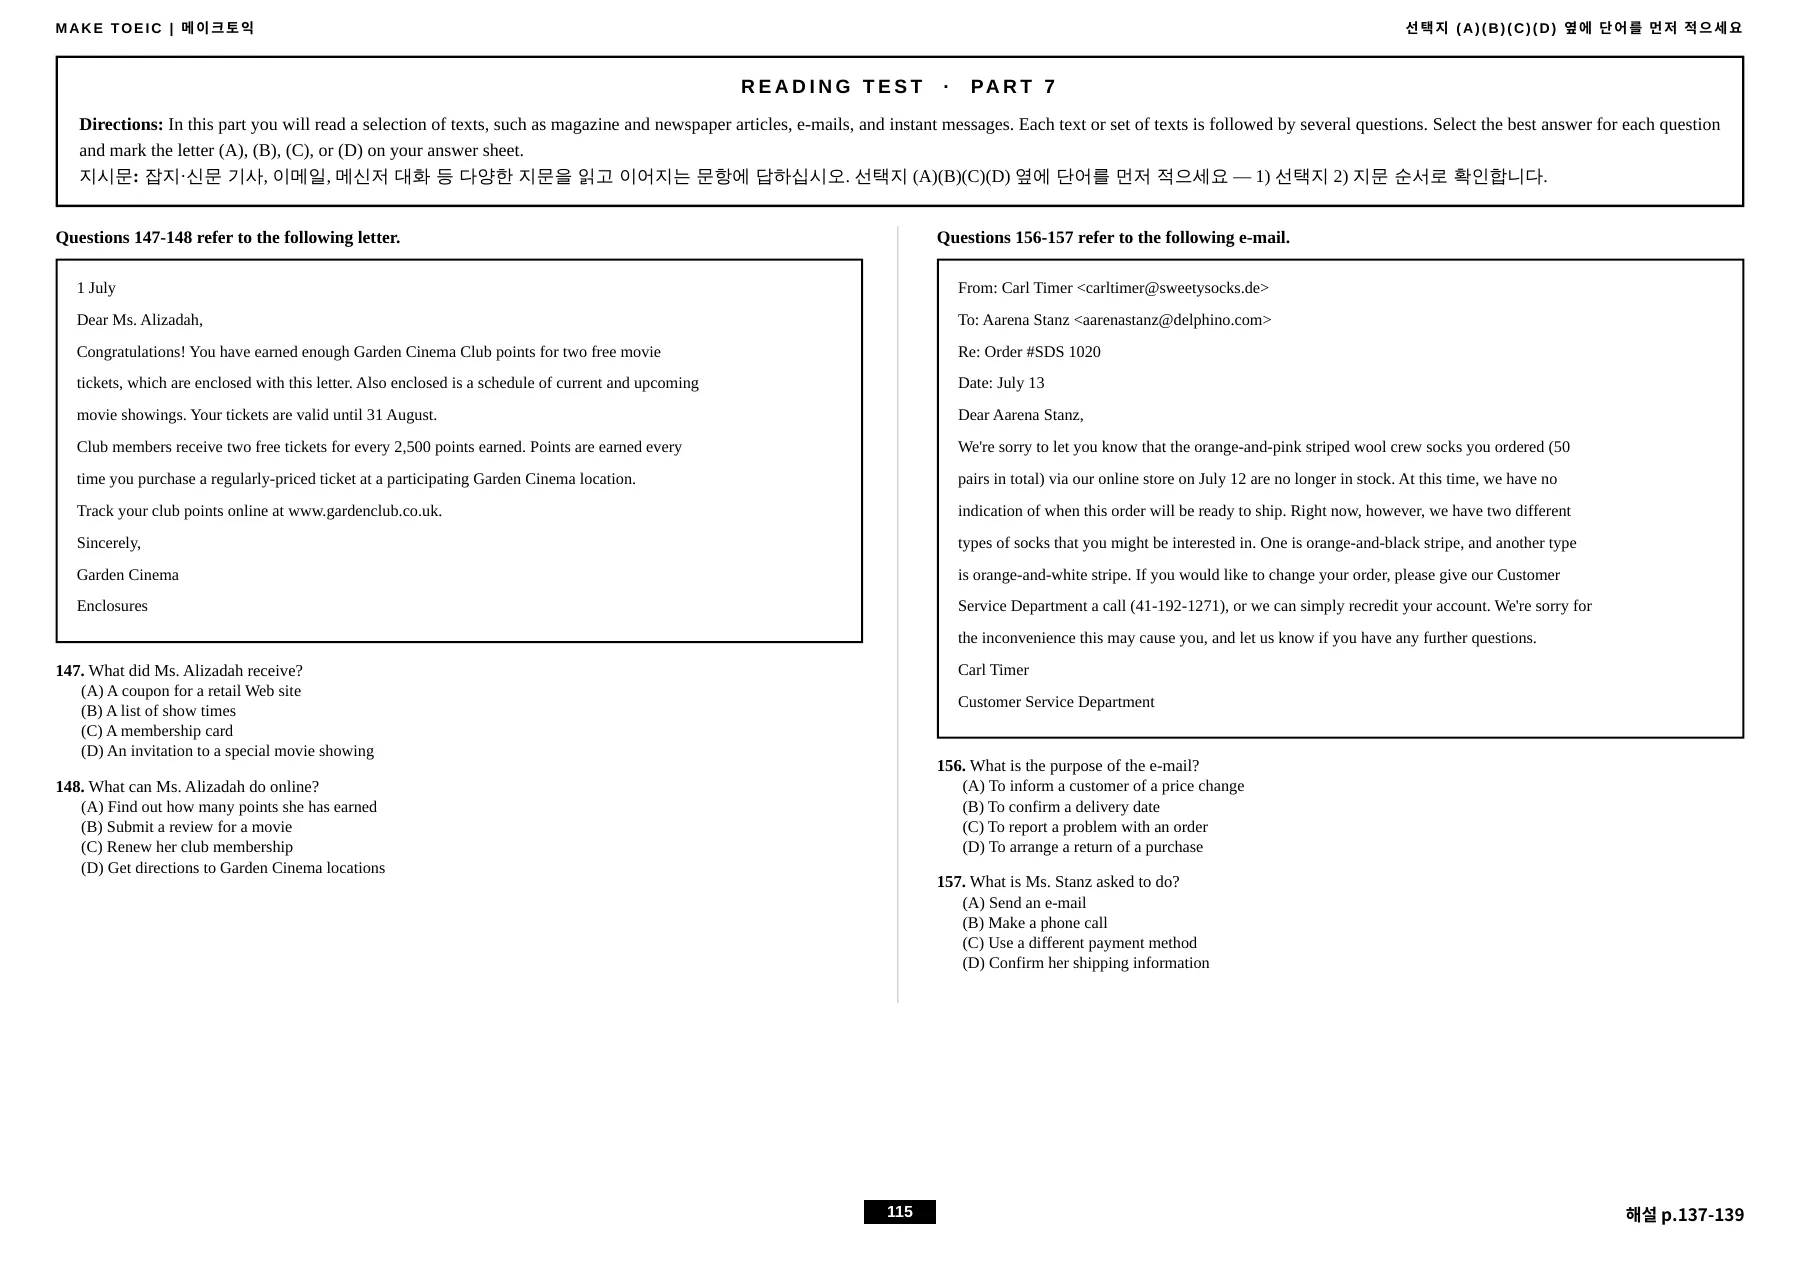 MAKE TOEIC | 메이크토익
선택지 (A)(B)(C)(D) 옆에 단어를 먼저 적으세요
READING TEST · PART 7
Directions: In this part you will read a selection of texts, such as magazine and newspaper articles, e-mails, and instant messages. Each text or set of texts is followed by several questions. Select the best answer for each question
and mark the letter (A), (B), (C), or (D) on your answer sheet.
지시문: 잡지·신문 기사, 이메일, 메신저 대화 등 다양한 지문을 읽고 이어지는 문항에 답하십시오. 선택지 (A)(B)(C)(D) 옆에 단어를 먼저 적으세요 — 1) 선택지 2) 지문 순서로 확인합니다.
Questions 147-148 refer to the following letter.
1 July
Dear Ms. Alizadah,
Congratulations! You have earned enough Garden Cinema Club points for two free movie
tickets, which are enclosed with this letter. Also enclosed is a schedule of current and upcoming
movie showings. Your tickets are valid until 31 August.
Club members receive two free tickets for every 2,500 points earned. Points are earned every
time you purchase a regularly-priced ticket at a participating Garden Cinema location.
Track your club points online at www.gardenclub.co.uk.
Sincerely,
Garden Cinema
Enclosures
147. What did Ms. Alizadah receive?
(A) A coupon for a retail Web site
(B) A list of show times
(C) A membership card
(D) An invitation to a special movie showing
148. What can Ms. Alizadah do online?
(A) Find out how many points she has earned
(B) Submit a review for a movie
(C) Renew her club membership
(D) Get directions to Garden Cinema locations
Questions 156-157 refer to the following e-mail.
From: Carl Timer <carltimer@sweetysocks.de>
To: Aarena Stanz <aarenastanz@delphino.com>
Re: Order #SDS 1020
Date: July 13
Dear Aarena Stanz,
We're sorry to let you know that the orange-and-pink striped wool crew socks you ordered (50
pairs in total) via our online store on July 12 are no longer in stock. At this time, we have no
indication of when this order will be ready to ship. Right now, however, we have two different
types of socks that you might be interested in. One is orange-and-black stripe, and another type
is orange-and-white stripe. If you would like to change your order, please give our Customer
Service Department a call (41-192-1271), or we can simply recredit your account. We're sorry for
the inconvenience this may cause you, and let us know if you have any further questions.
Carl Timer
Customer Service Department
156. What is the purpose of the e-mail?
(A) To inform a customer of a price change
(B) To confirm a delivery date
(C) To report a problem with an order
(D) To arrange a return of a purchase
157. What is Ms. Stanz asked to do?
(A) Send an e-mail
(B) Make a phone call
(C) Use a different payment method
(D) Confirm her shipping information
115
해설 p.137-139